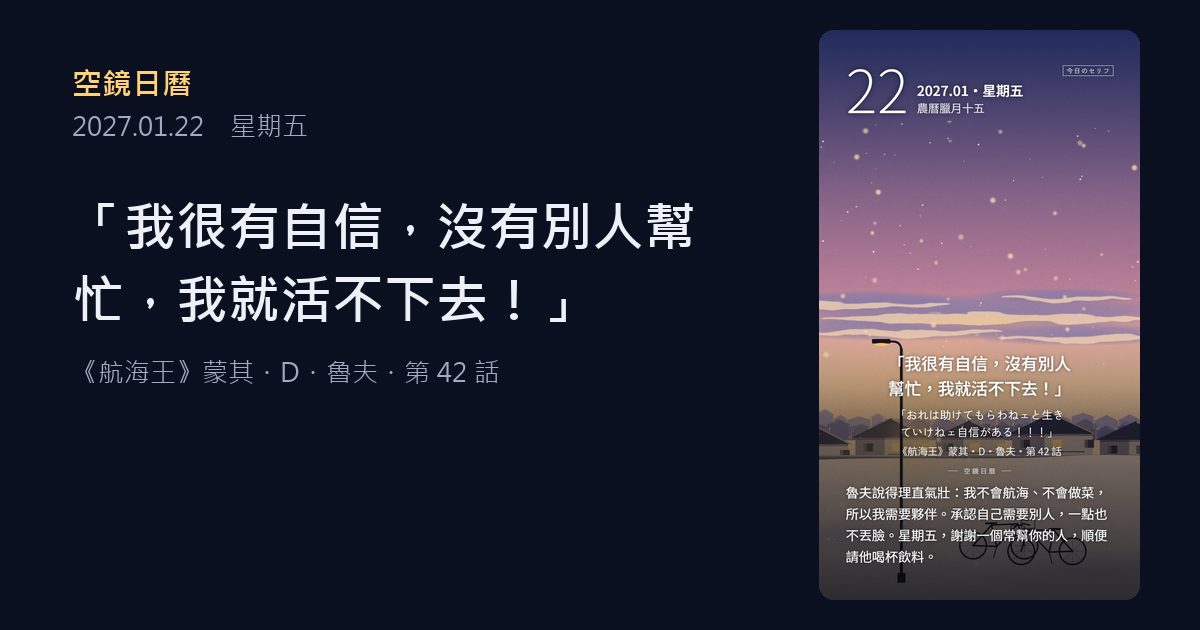 空鏡日曆
2027.01.22 星期五
「我很有自信，沒有別人幫
忙，我就活不下去！」
《航海王》蒙其．D．魯夫．第 42 話
22
2027.01・星期五
農曆臘月十五
今日のセリフ
「我很有自信，沒有別人
幫忙，我就活不下去！」
「おれは助けてもらわねェと生き
ていけねェ自信がある！！！」
《航海王》蒙其・D・魯夫・第 42 話
— 空鏡日曆 —
魯夫說得理直氣壯：我不會航海、不會做菜，
所以我需要夥伴。承認自己需要別人，一點也
不丟臉。星期五，謝謝一個常幫你的人，順便
請他喝杯飲料。